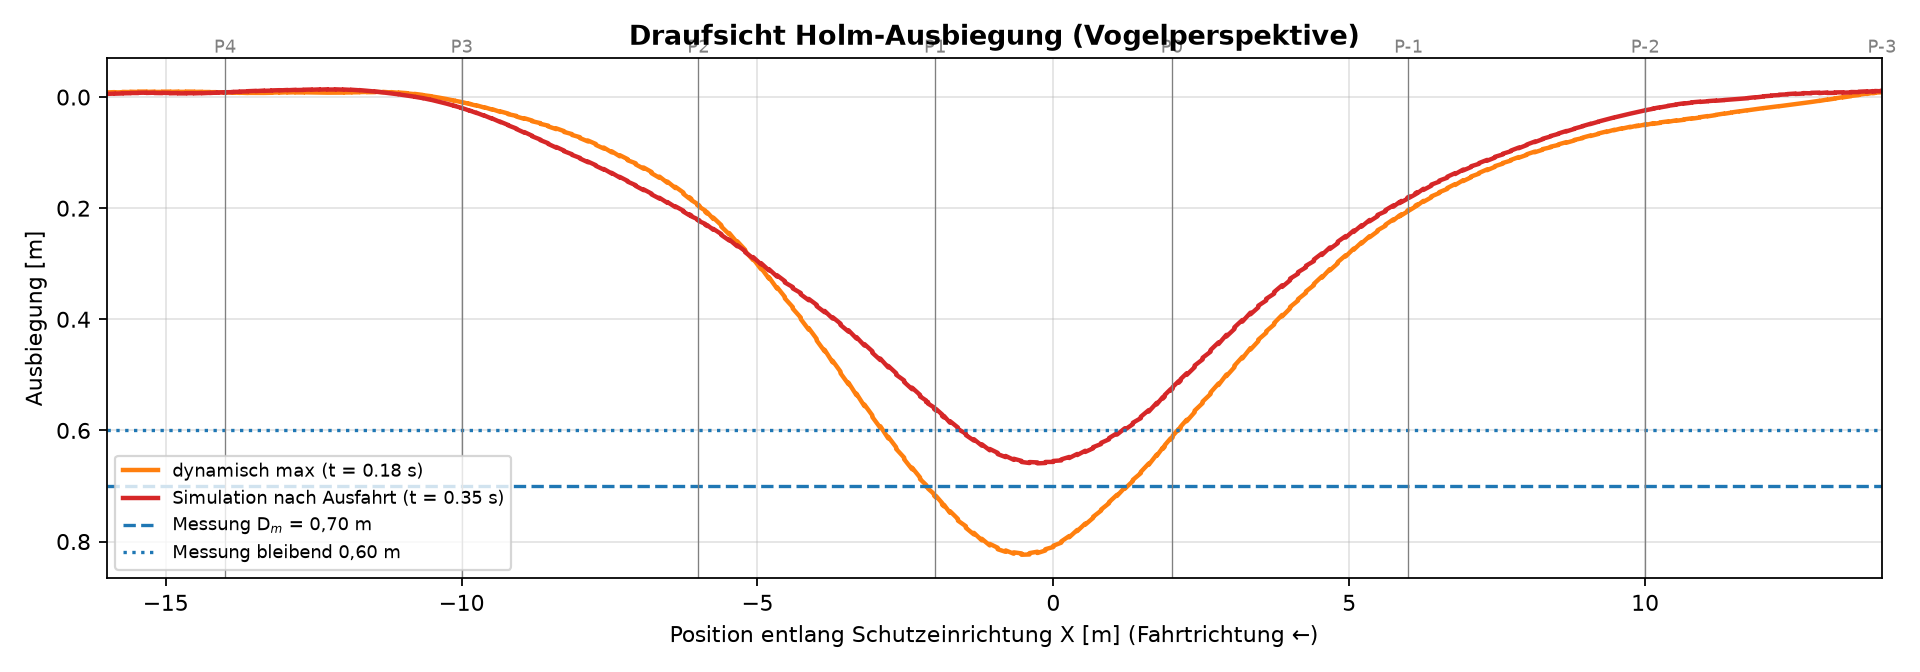 Draufsicht Holm-Ausbiegung (Vogelperspektive)
P4 P3 P2 P1 P0 P-1 P-2 P-3
0.0
0.2
0.4
0.6
0.8
Ausbiegung [m]
dynamisch max (t = 0.18 s)
Simulation nach Ausfahrt (t = 0.35 s)
Messung Dm = 0,70 m
Messung bleibend 0,60 m
−15 −10 −5 0 5 10
Position entlang Schutzeinrichtung X [m] (Fahrtrichtung ←)